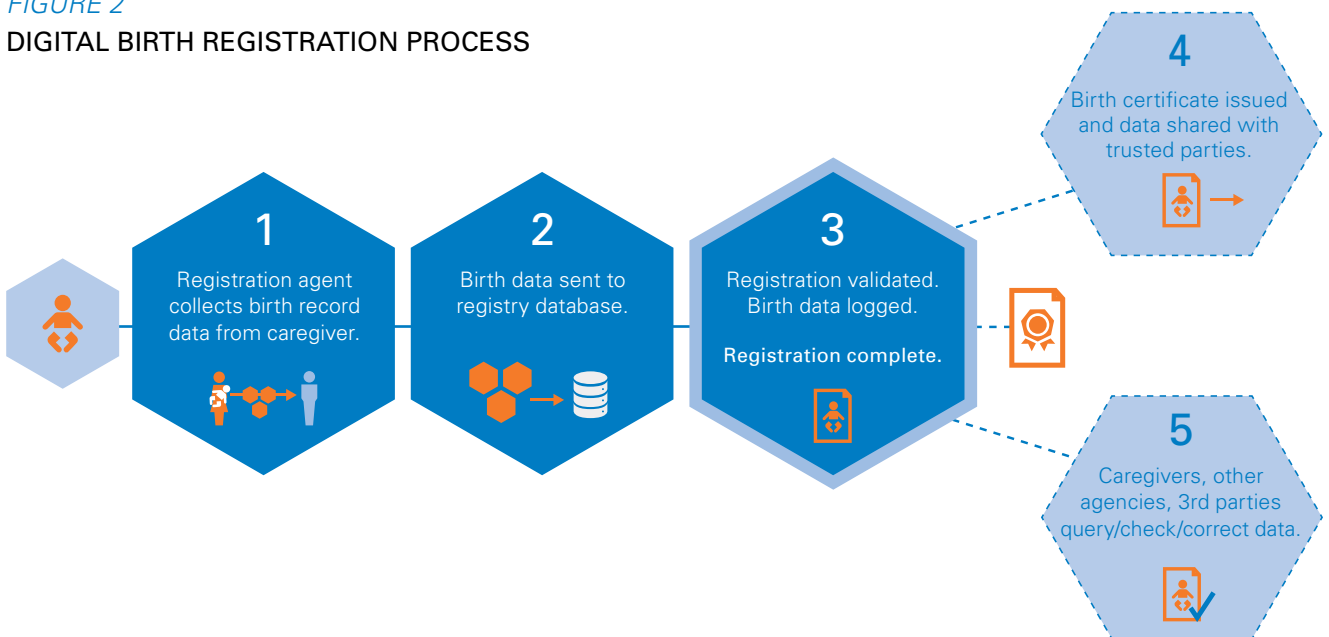 FIGURE 2
DIGITAL BIRTH REGISTRATION PROCESS
1
Registration agent
collects birth record
data from caregiver.
2
Birth data sent to
registry database.
3
Registration validated.
Birth data logged.
Registration complete.
4
Birth certificate issued
and data shared with
trusted parties.
5
Caregivers, other
agencies, 3rd parties
query/check/correct data.